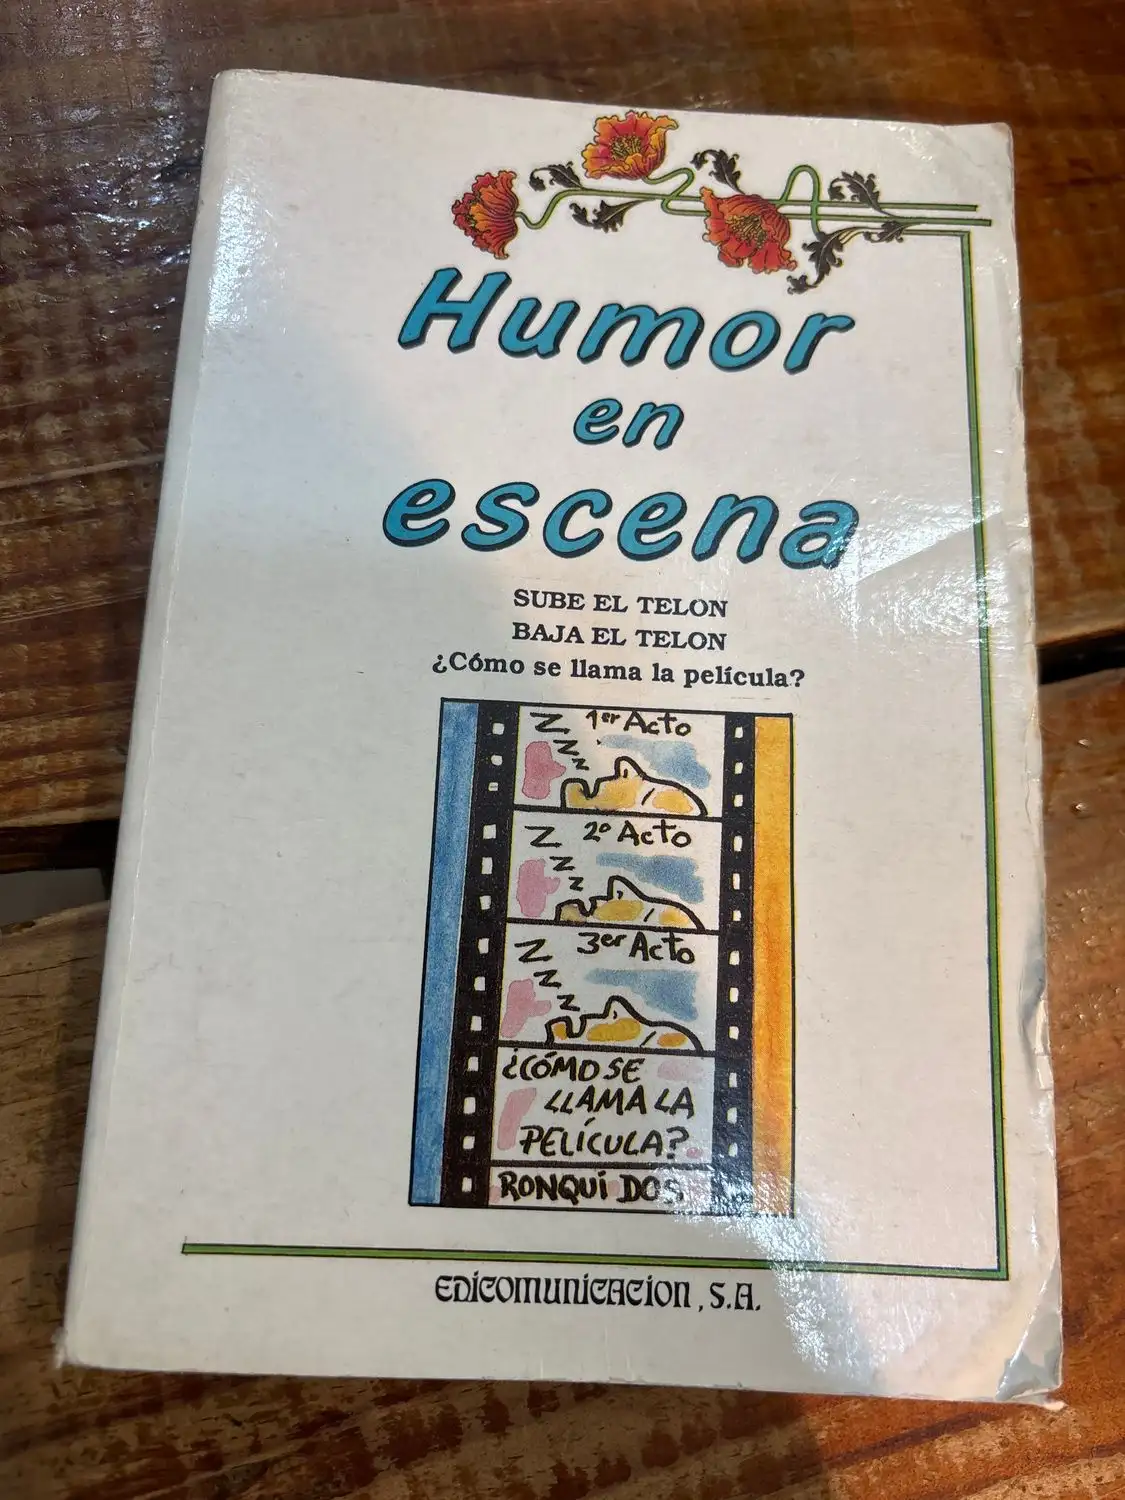 Humor
en
escena
SUBE EL TELON
BAJA EL TELON
¿Cómo se llama la película?
Z 1er Acto
Z
Z
Z 2º Acto
Z
Z
Z 3er Acto
Z
Z
¿CÓMO SE
LLAMA LA
PELÍCULA?
RONQUi DOS
EDICOMUNICACION, S.A.